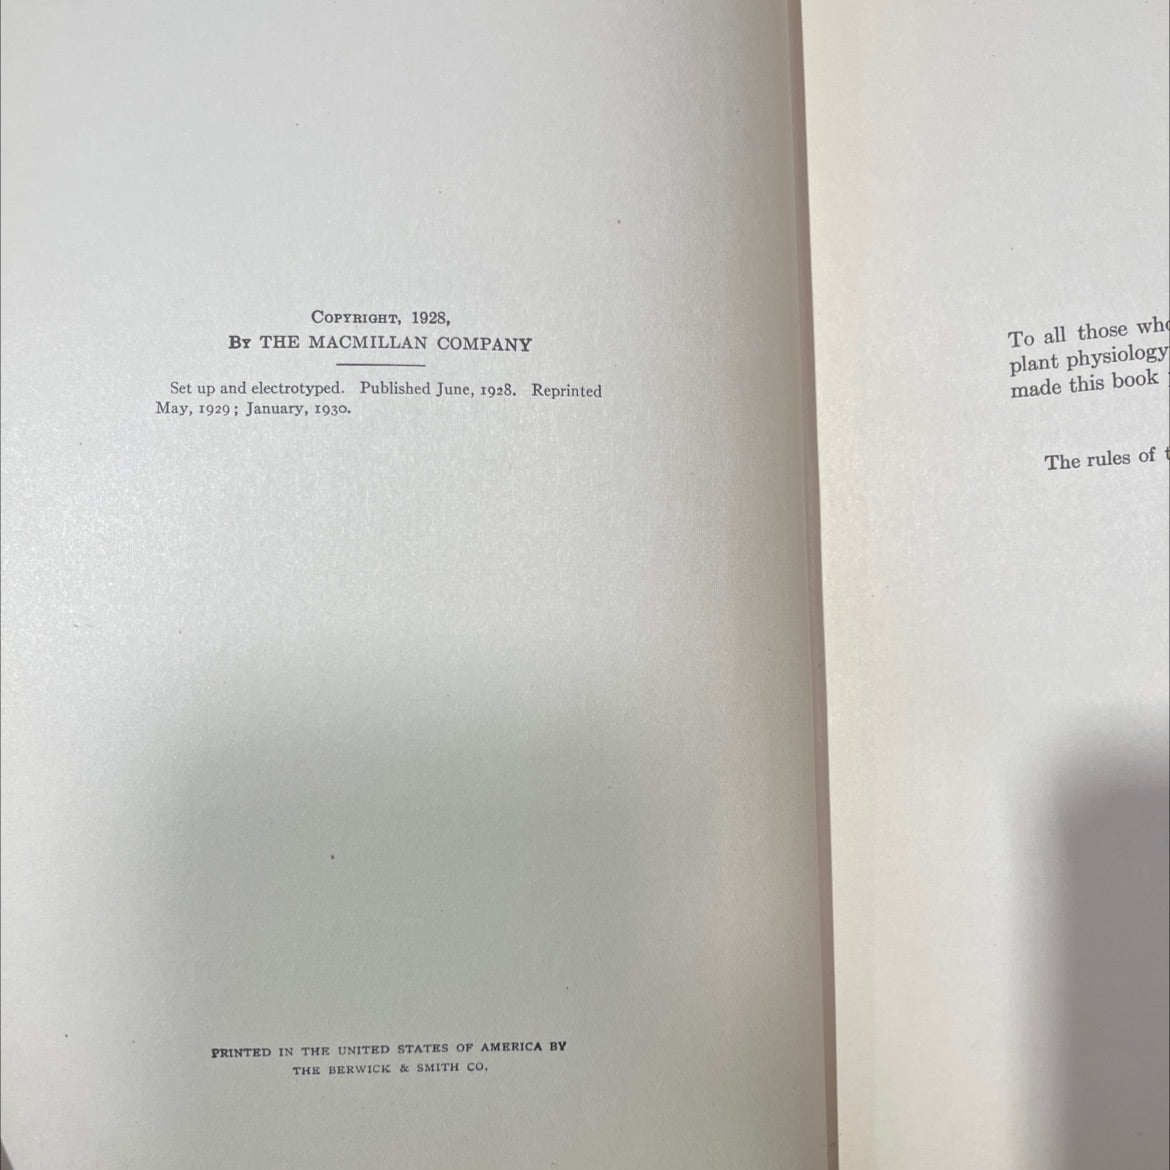 COPYRIGHT, 1928,
BY THE MACMILLAN COMPANY
Set up and electrotyped. Published June, 1928. Reprinted
May, 1929; January, 1930.
PRINTED IN THE UNITED STATES OF AMERICA BY
THE BERWICK & SMITH CO.
To all those who
plant physiology
made this book
The rules of